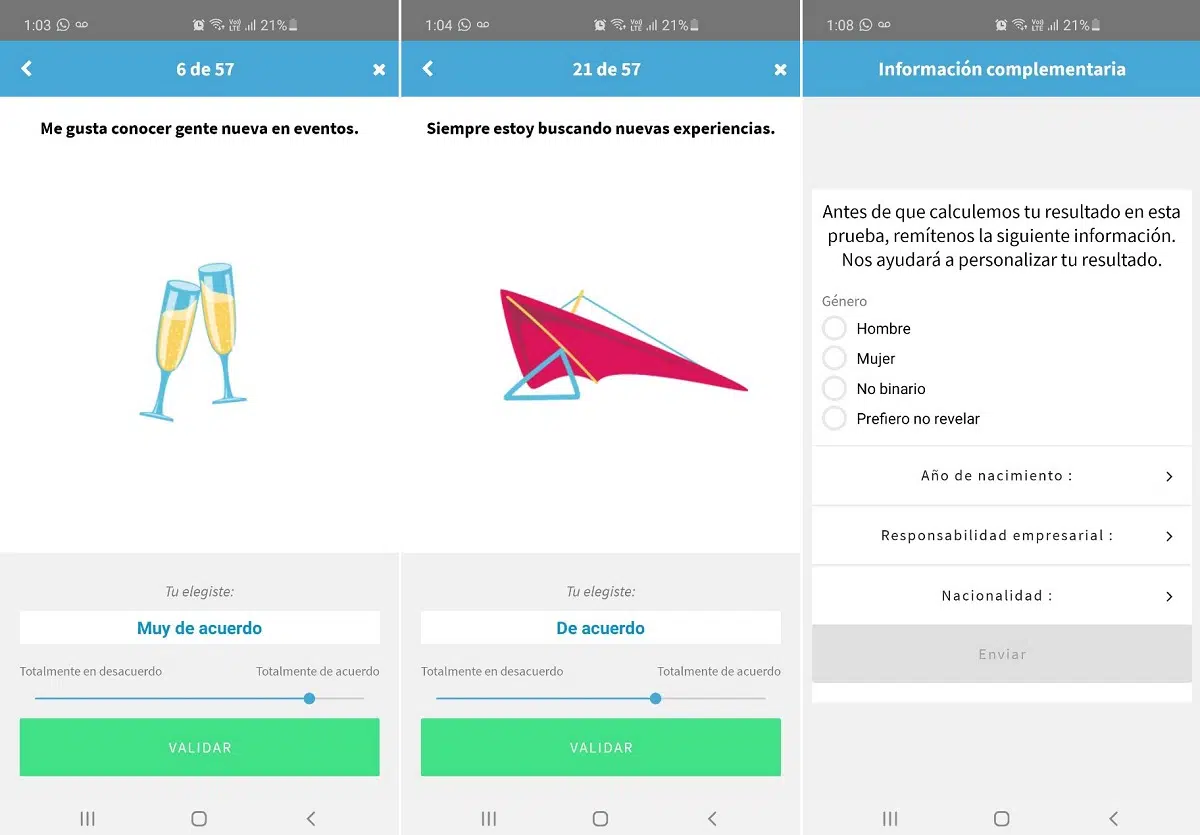 1:03
21%
6 de 57
Me gusta conocer gente nueva en eventos.
Tu elegiste:
Muy de acuerdo
Totalmente en desacuerdo
Totalmente de acuerdo
VALIDAR
1:04
Vo)) LTE
21%
21 de 57
Siempre estoy buscando nuevas experiencias.
Tu elegiste:
De acuerdo
Totalmente en desacuerdo
Totalmente de acuerdo
VALIDAR
1:08
21%
Información complementaria
Antes de que calculemos tu resultado en esta
prueba, remítenos la siguiente información.
Nos ayudará a personalizar tu resultado.
Género
Hombre
Mujer
No binario
Prefiero no revelar
Año de nacimiento :
Responsabilidad empresarial :
Nacionalidad :
Enviar